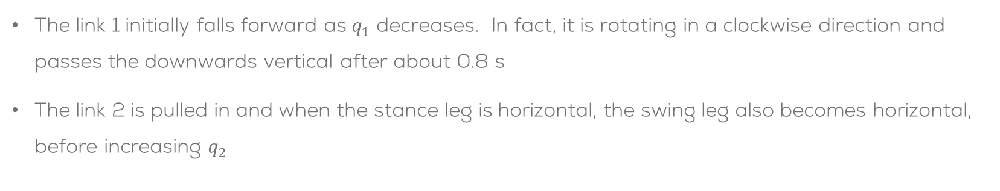 • The link 1 initially falls forward as q₁ decreases. In fact, it is rotating in a clockwise direction and
passes the downwards vertical after about 0.8 s
• The link 2 is pulled in and when the stance leg is horizontal, the swing leg also becomes horizontal,
before increasing q₂